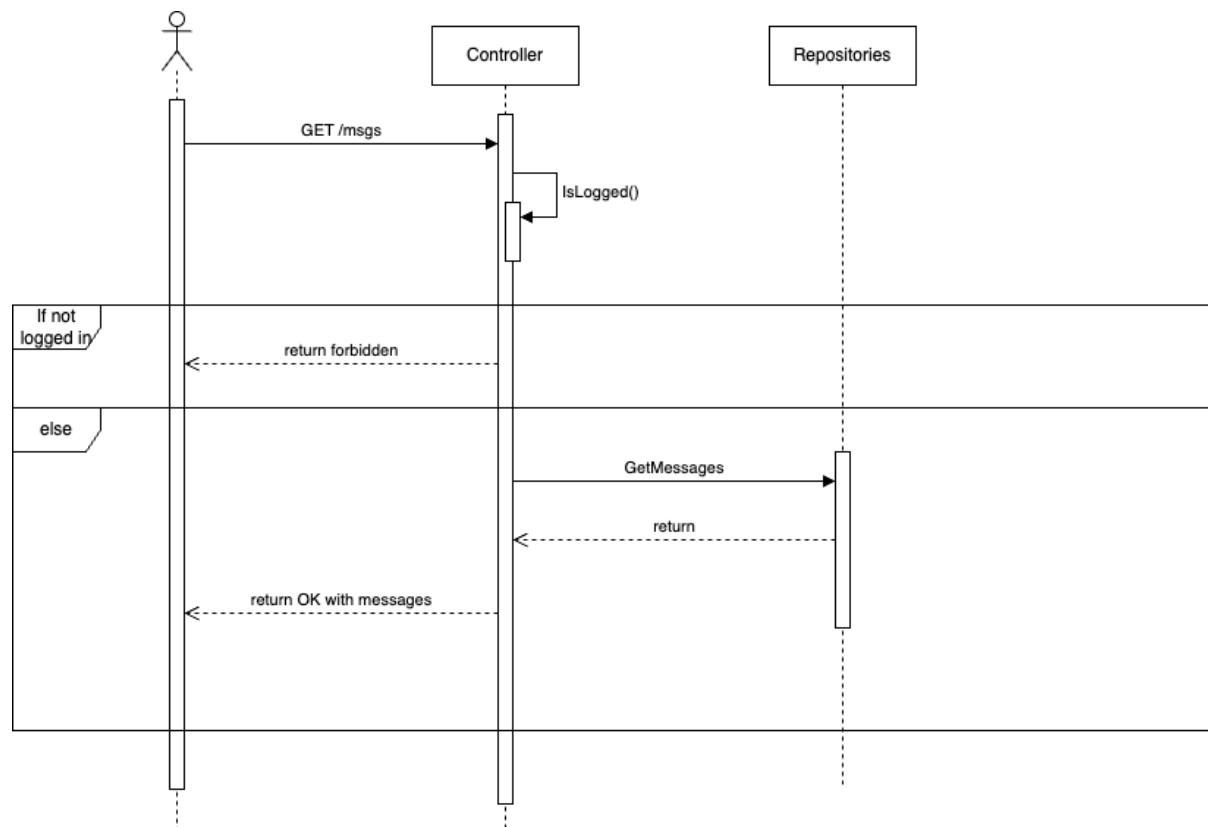 Controller
Repositories
GET /msgs
IsLogged()
If not
logged in
return forbidden
else
GetMessages
return
return OK with messages